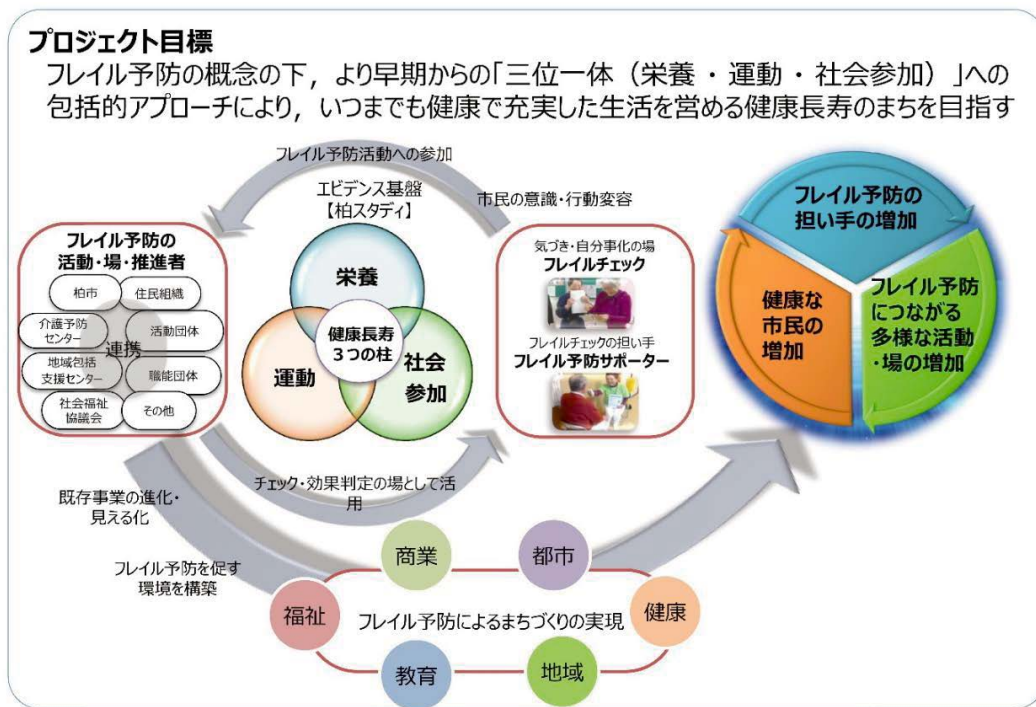 プロジェクト目標
フレイル予防の概念の下，より早期からの「三位一体（栄養・運動・社会参加）」への
包括的アプローチにより，いつまでも健康で充実した生活を営める健康長寿のまちを目指す
フレイル予防活動への参加
エビデンス基盤
【柏スタディ】
市民の意識・行動変容
フレイル予防の
活動・場・推進者
柏市
住民組織
介護予防
センター
活動団体
連携
地域包括
支援センター
職能団体
社会福祉
協議会
その他
栄養
健康長寿
３つの柱
運動
社会
参加
気づき・自分事化の場
フレイルチェック
フレイルチェックの担い手
フレイル予防サポーター
フレイル予防の
担い手の増加
健康な
市民の
増加
フレイル予防
につながる
多様な活動
・場の増加
チェック・効果判定の場として活
用
既存事業の進化・
見える化
フレイル予防を促す
環境を構築
商業
都市
福祉
フレイル予防によるまちづくりの実現
健康
教育
地域